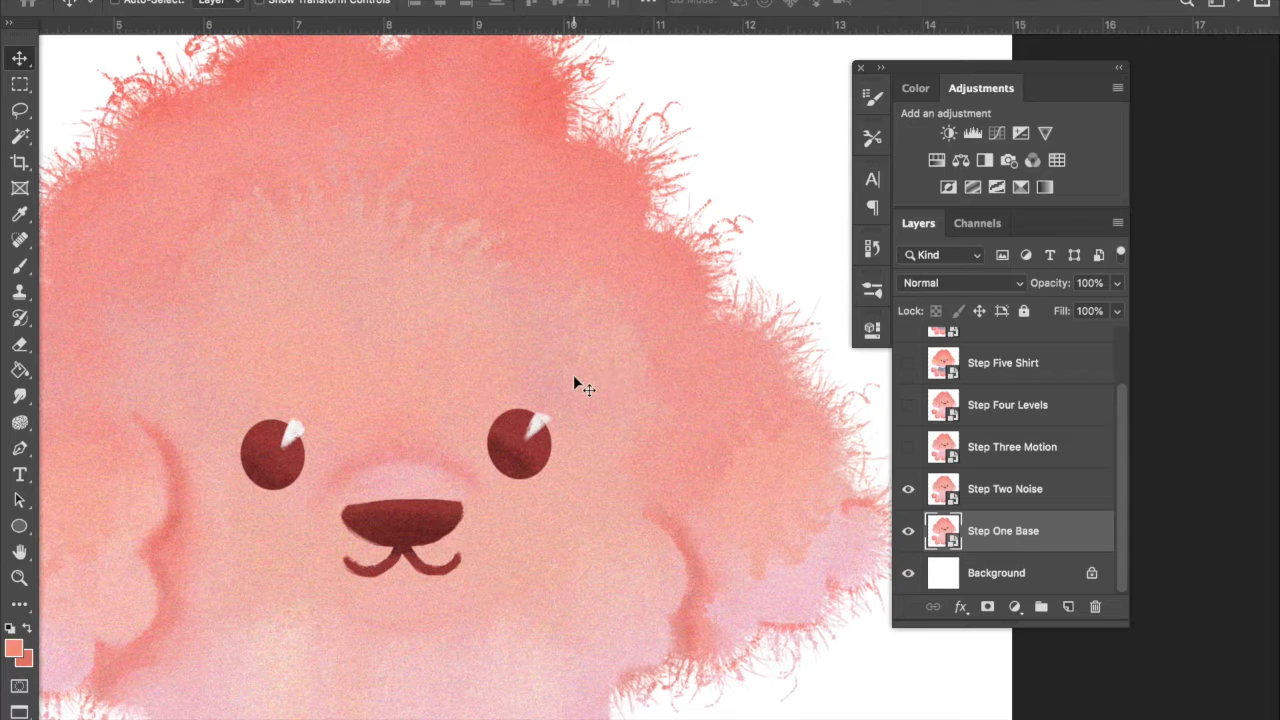 Auto-Select: Layer Show Transform Controls
5 6 7 8 9 10 11 12 13 14 15 16 17
Color Adjustments
Add an adjustment
Layers Channels
Kind
Normal Opacity: 100%
Lock: Fill: 100%
Step Five Shirt
Step Four Levels
Step Three Motion
Step Two Noise
Step One Base
Background